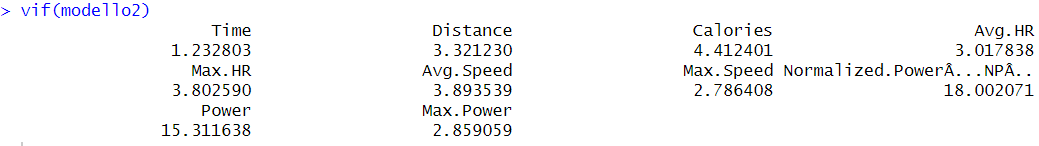 > vif(modello2)
Time Distance Calories Avg.HR
1.232803 3.321230 4.412401 3.017838
Max.HR Avg.Speed Max.Speed Normalized.PowerÂ...NPÂ..
3.802590 3.893539 2.786408 18.002071
Power Max.Power
15.311638 2.859059